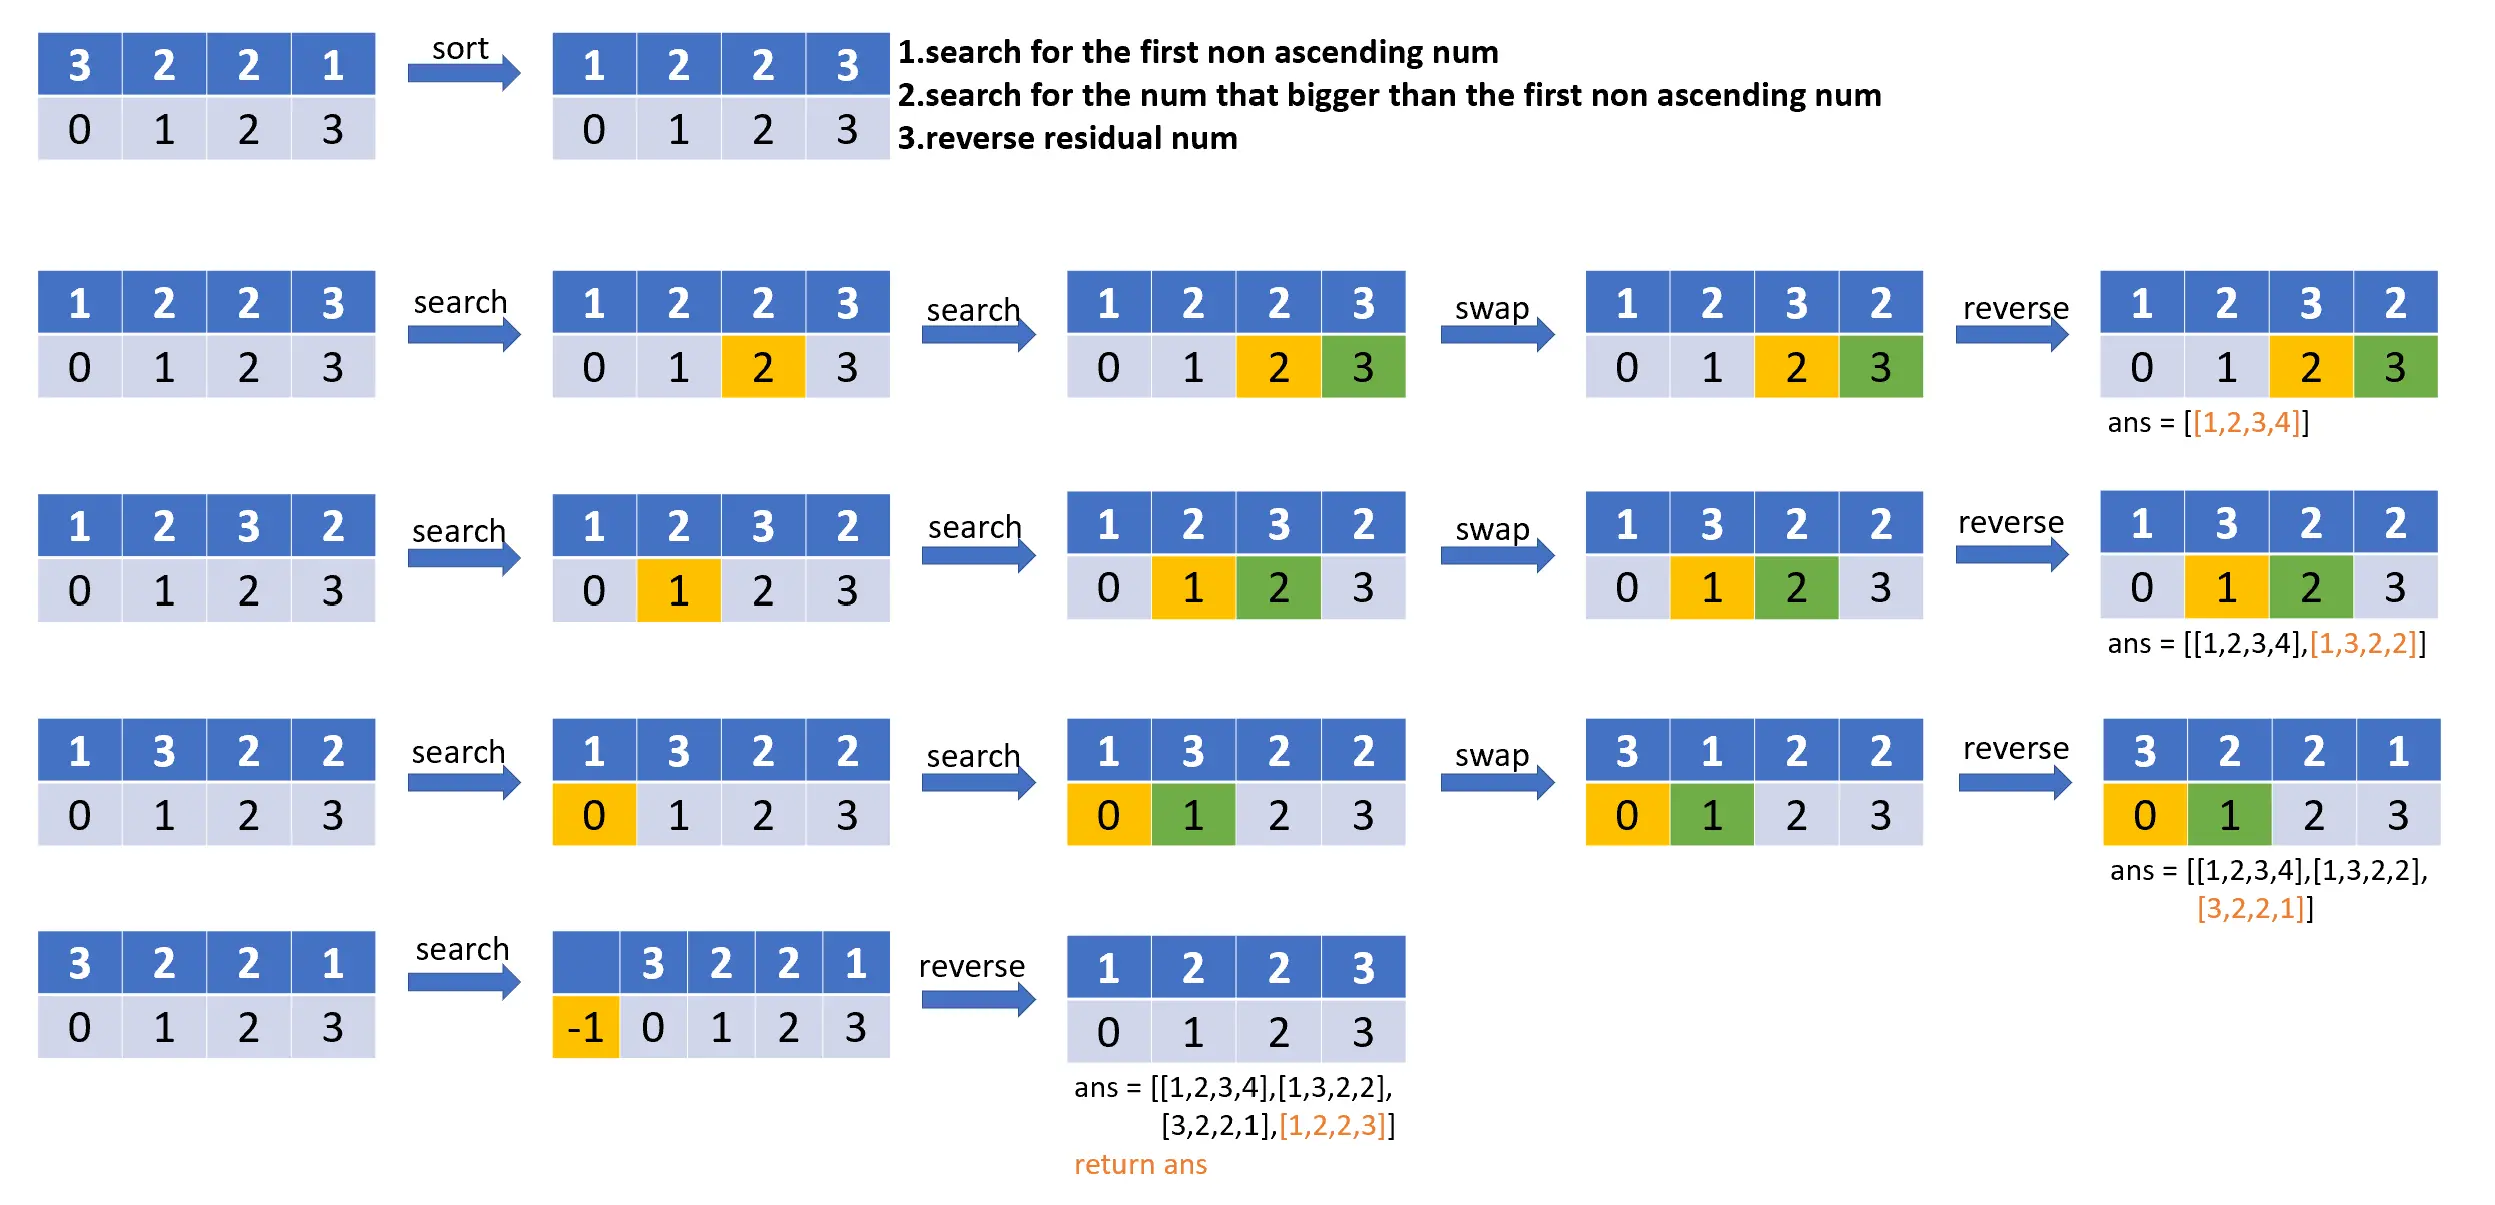 3 2 2 1
0 1 2 3
sort
1 2 2 3
0 1 2 3
1.search for the first non ascending num
2.search for the num that bigger than the first non ascending num
3.reverse residual num
1 2 2 3
0 1 2 3
search
1 2 2 3
0 1 2 3
search
1 2 2 3
0 1 2 3
swap
1 2 3 2
0 1 2 3
reverse
1 2 3 2
0 1 2 3
ans = [[1,2,3,4]]
1 2 3 2
0 1 2 3
search
1 2 3 2
0 1 2 3
search
1 2 3 2
0 1 2 3
swap
1 3 2 2
0 1 2 3
reverse
1 3 2 2
0 1 2 3
ans = [[1,2,3,4],[1,3,2,2]]
1 3 2 2
0 1 2 3
search
1 3 2 2
0 1 2 3
search
1 3 2 2
0 1 2 3
swap
3 1 2 2
0 1 2 3
reverse
3 2 2 1
0 1 2 3
ans = [[1,2,3,4],[1,3,2,2],
[3,2,2,1]]
3 2 2 1
0 1 2 3
search
3 2 2 1
-1 0 1 2 3
reverse
1 2 2 3
0 1 2 3
ans = [[1,2,3,4],[1,3,2,2],
[3,2,2,1],[1,2,2,3]]
return ans